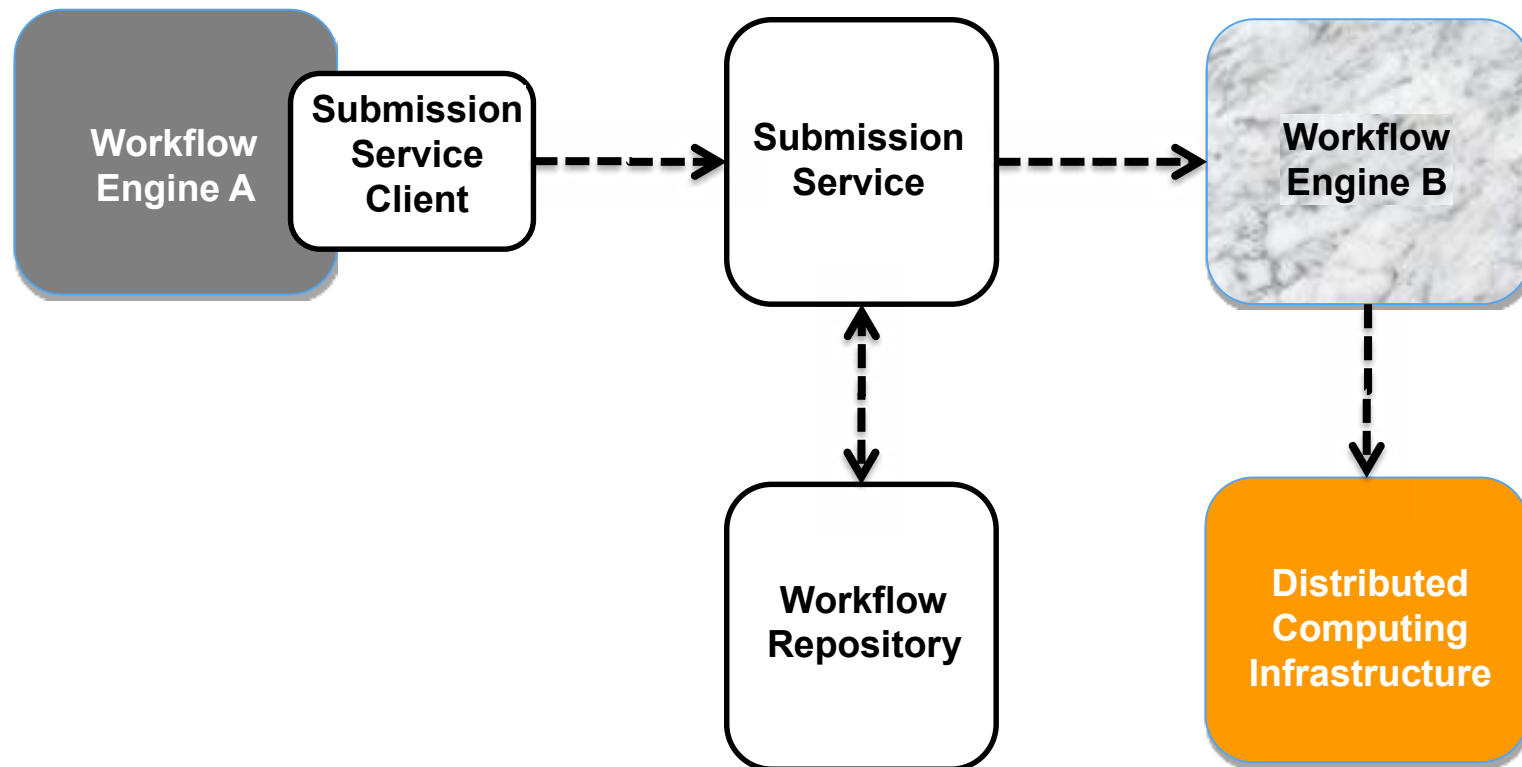 Workflow
Engine A
Submission
Service
Client
Submission
Service
Workflow
Engine B
Workflow
Repository
Distributed
Computing
Infrastructure